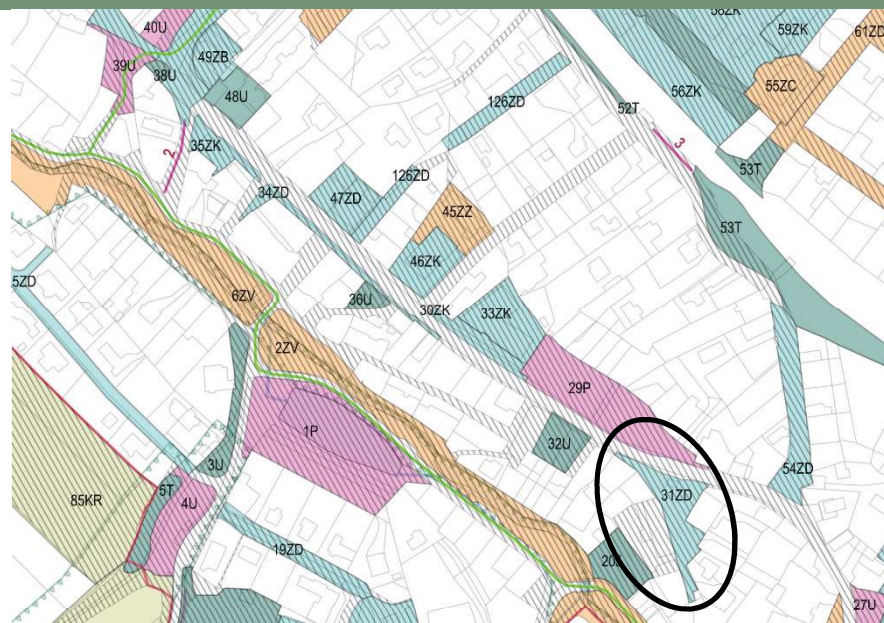 40U
58ZK
59ZK
61ZD
39U
38U
49ZB
48U
126ZD
52T
56ZK
55ZC
2
35ZK
3
53T
34ZD
47ZD
126ZD
45ZZ
53T
46ZK
5ZD
6ZV
36U
30ZK
33ZK
2ZV
29P
1P
32U
3U
54ZD
5T
4U
31ZD
85KR
19ZD
27U